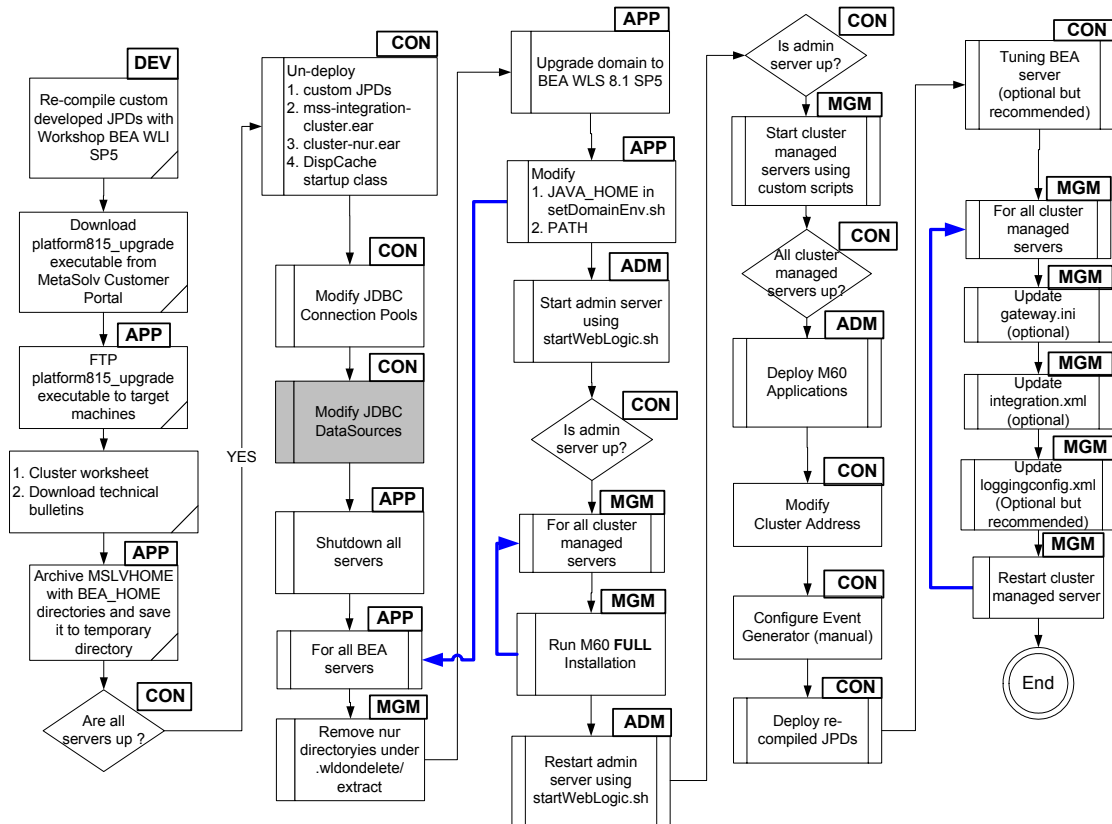 DEV
Re-compile custom
developed JPDs with
Workshop BEA WLI
SP5
Download
platform815_upgrade
executable from
MetaSolv Customer
Portal
APP
FTP
platform815_upgrade
executable to target
machines
1. Cluster worksheet
2. Download technical
bulletins
APP
Archive MSLVHOME
with BEA_HOME
directories and save
it to temporary
directory
CON
Are all
servers up ?
YES
CON
Un-deploy
1. custom JPDs
2. mss-integration-
cluster.ear
3. cluster-nur.ear
4. DispCache
startup class
CON
Modify JDBC
Connection Pools
CON
Modify JDBC
DataSources
APP
Shutdown all
servers
APP
For all BEA
servers
MGM
Remove nur
directoryies under
.wldondelete/
extract
APP
Upgrade domain to
BEA WLS 8.1 SP5
APP
Modify
1. JAVA_HOME in
setDomainEnv.sh
2. PATH
ADM
Start admin server
using
startWebLogic.sh
CON
Is admin
server up?
MGM
For all cluster
managed
servers
MGM
Run M60 FULL
Installation
ADM
Restart admin
server using
startWebLogic.sh
CON
Is admin
server up?
MGM
Start cluster
managed
servers using
custom scripts
CON
All cluster
managed
servers up?
ADM
Deploy M60
Applications
CON
Modify
Cluster Address
CON
Configure Event
Generator (manual)
CON
Deploy re-
compiled JPDs
CON
Tuning BEA
server
(optional but
recommended)
MGM
For all cluster
managed
servers
MGM
Update
gateway.ini
(optional)
MGM
Update
integration.xml
(optional)
MGM
Update
loggingconfig.xml
(Optional but
recommended)
MGM
Restart cluster
managed server
End